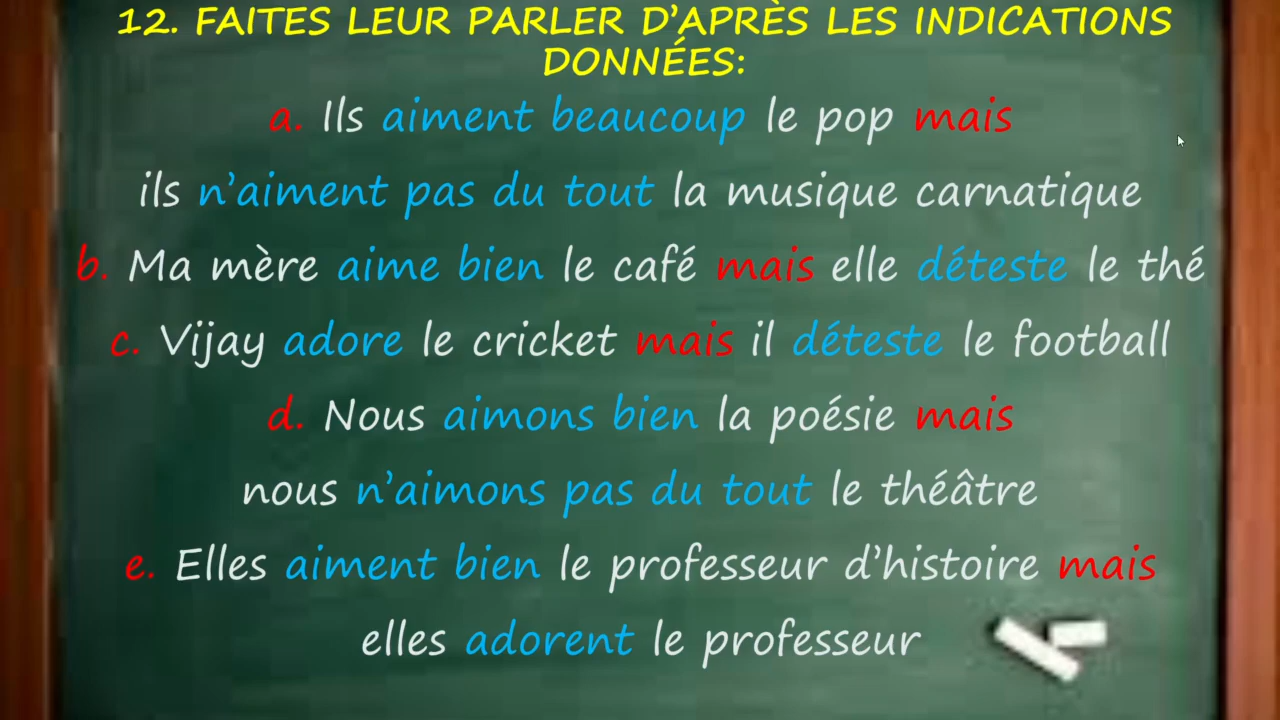 12. FAITES LEUR PARLER D’APRÈS LES INDICATIONS
DONNÉES:
a. Ils aiment beaucoup le pop mais
ils n’aiment pas du tout la musique carnatique
b. Ma mère aime bien le café mais elle déteste le thé
c. Vijay adore le cricket mais il déteste le football
d. Nous aimons bien la poésie mais
nous n’aimons pas du tout le théâtre
e. Elles aiment bien le professeur d’histoire mais
elles adorent le professeur